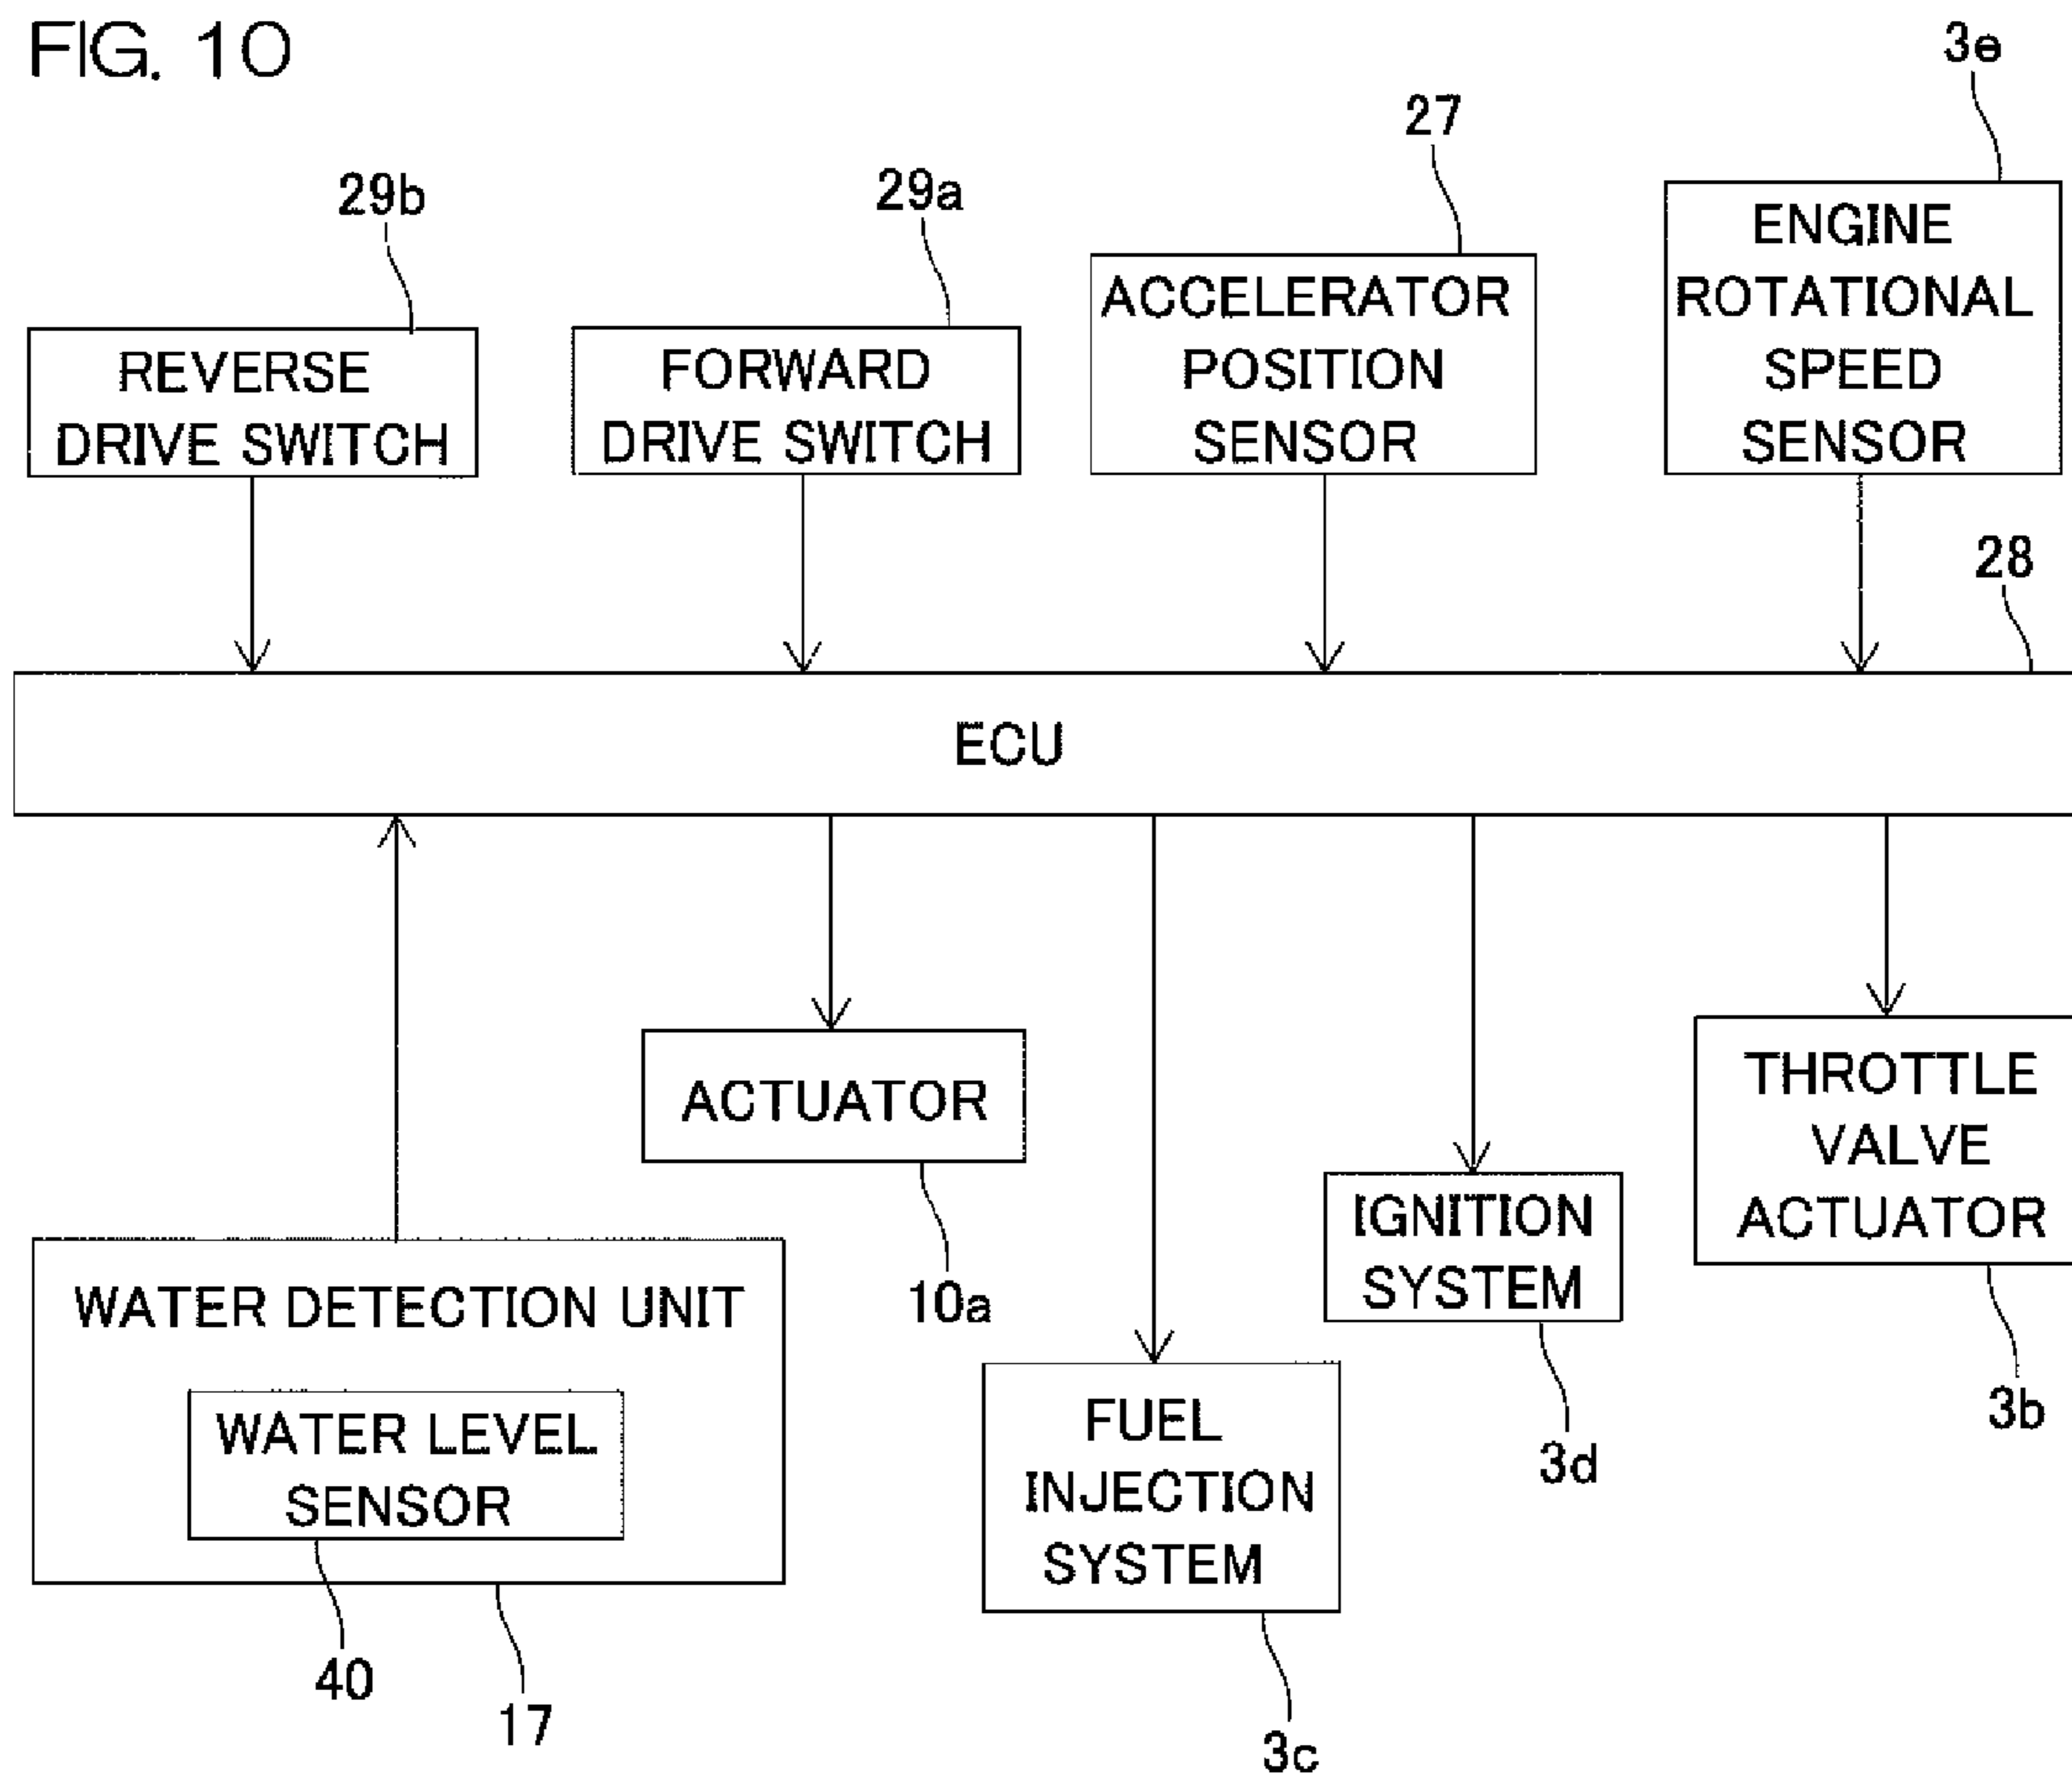 FIG. 10
3e
27
29b
29a
REVERSE
DRIVE SWITCH
FORWARD
DRIVE SWITCH
ACCELERATOR
POSITION
SENSOR
ENGINE
ROTATIONAL
SPEED
SENSOR
28
ECU
ACTUATOR
10a
THROTTLE
VALVE
ACTUATOR
3b
IGNITION
SYSTEM
3d
WATER DETECTION UNIT
WATER LEVEL
SENSOR
40
17
FUEL
INJECTION
SYSTEM
3c